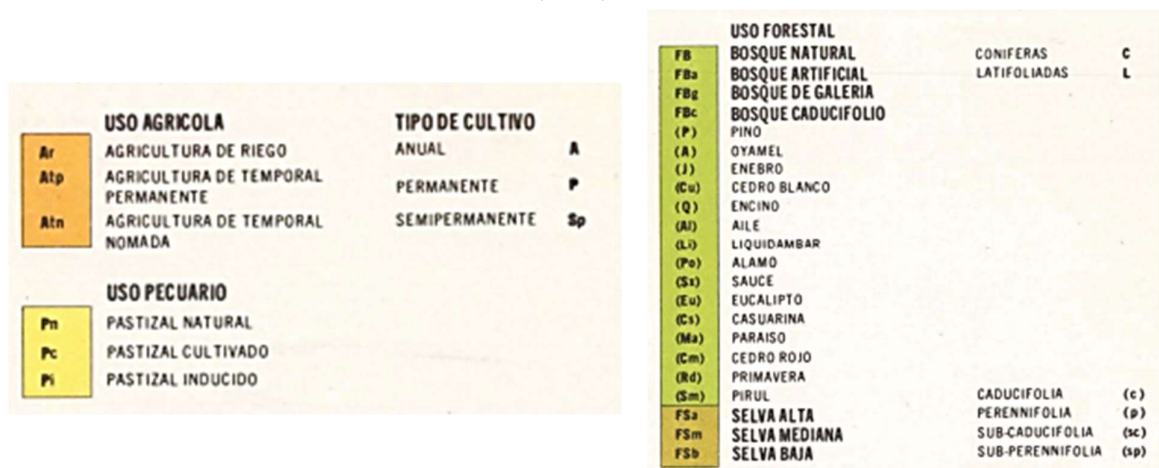 USO AGRICOLA TIPO DE CULTIVO
Ar AGRICULTURA DE RIEGO ANUAL A
Atp AGRICULTURA DE TEMPORAL
PERMANENTE PERMANENTE P
Atn AGRICULTURA DE TEMPORAL SEMIPERMANENTE Sp
NOMADA
USO PECUARIO
Pn PASTIZAL NATURAL
Pc PASTIZAL CULTIVADO
Pi PASTIZAL INDUCIDO
USO FORESTAL
FB BOSQUE NATURAL CONIFERAS C
FBa BOSQUE ARTIFICIAL LATIFOLIADAS L
FBg BOSQUE DE GALERIA
FBc BOSQUE CADUCIFOLIO
(P) PINO
(A) OYAMEL
(J) ENEBRO
(Cu) CEDRO BLANCO
(Q) ENCINO
(Al) AILE
(Li) LIQUIDAMBAR
(Po) ALAMO
(Sx) SAUCE
(Eu) EUCALIPTO
(Cs) CASUARINA
(Ma) PARAISO
(Cm) CEDRO ROJO
(Rd) PRIMAVERA
(Sm) PIRUL CADUCIFOLIA (c)
FSa SELVA ALTA PERENNIFOLIA (p)
FSm SELVA MEDIANA SUB-CADUCIFOLIA (sc)
FSb SELVA BAJA SUB-PERENNIFOLIA (sp)